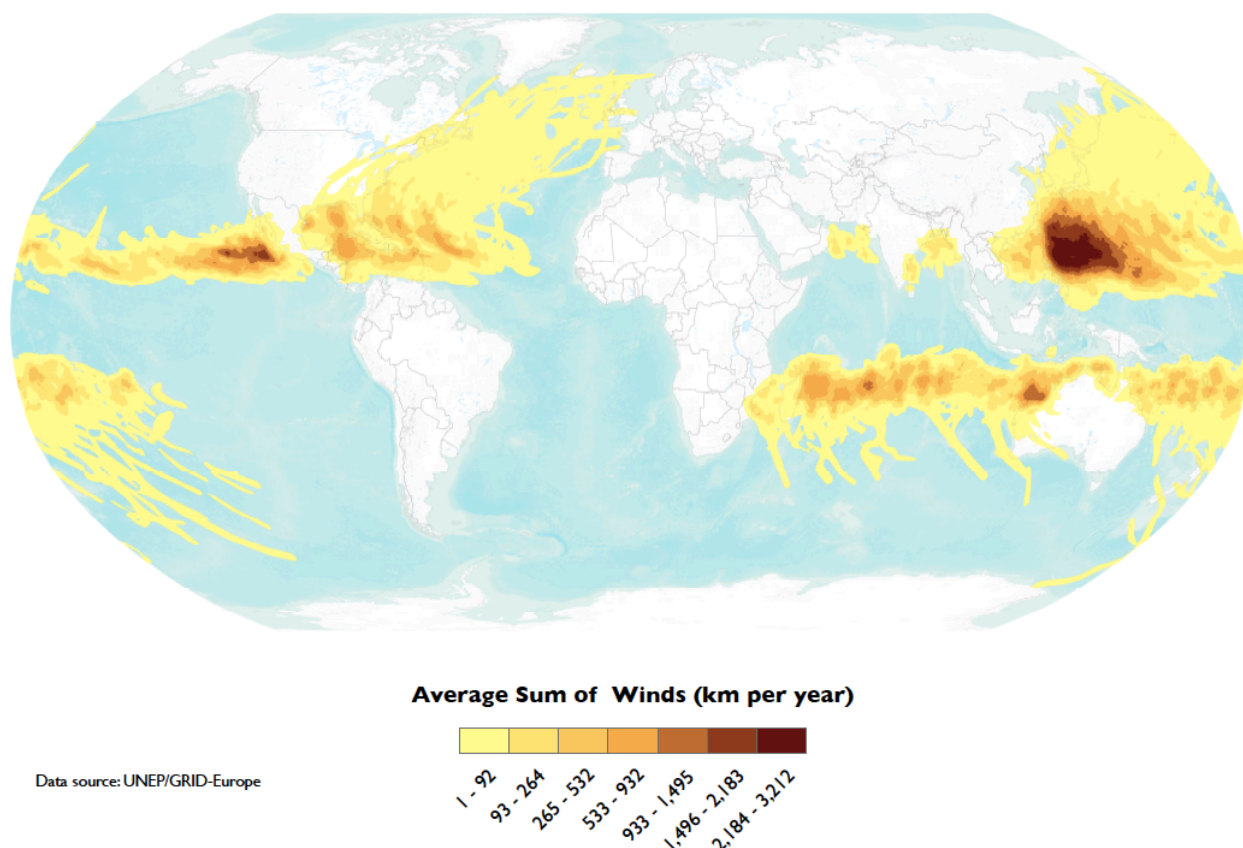 Average Sum of Winds (km per year)
1 - 92
93 - 264
265 - 532
533 - 932
933 - 1,495
1,496 - 2,183
2,184 - 3,212
Data source: UNEP/GRID-Europe